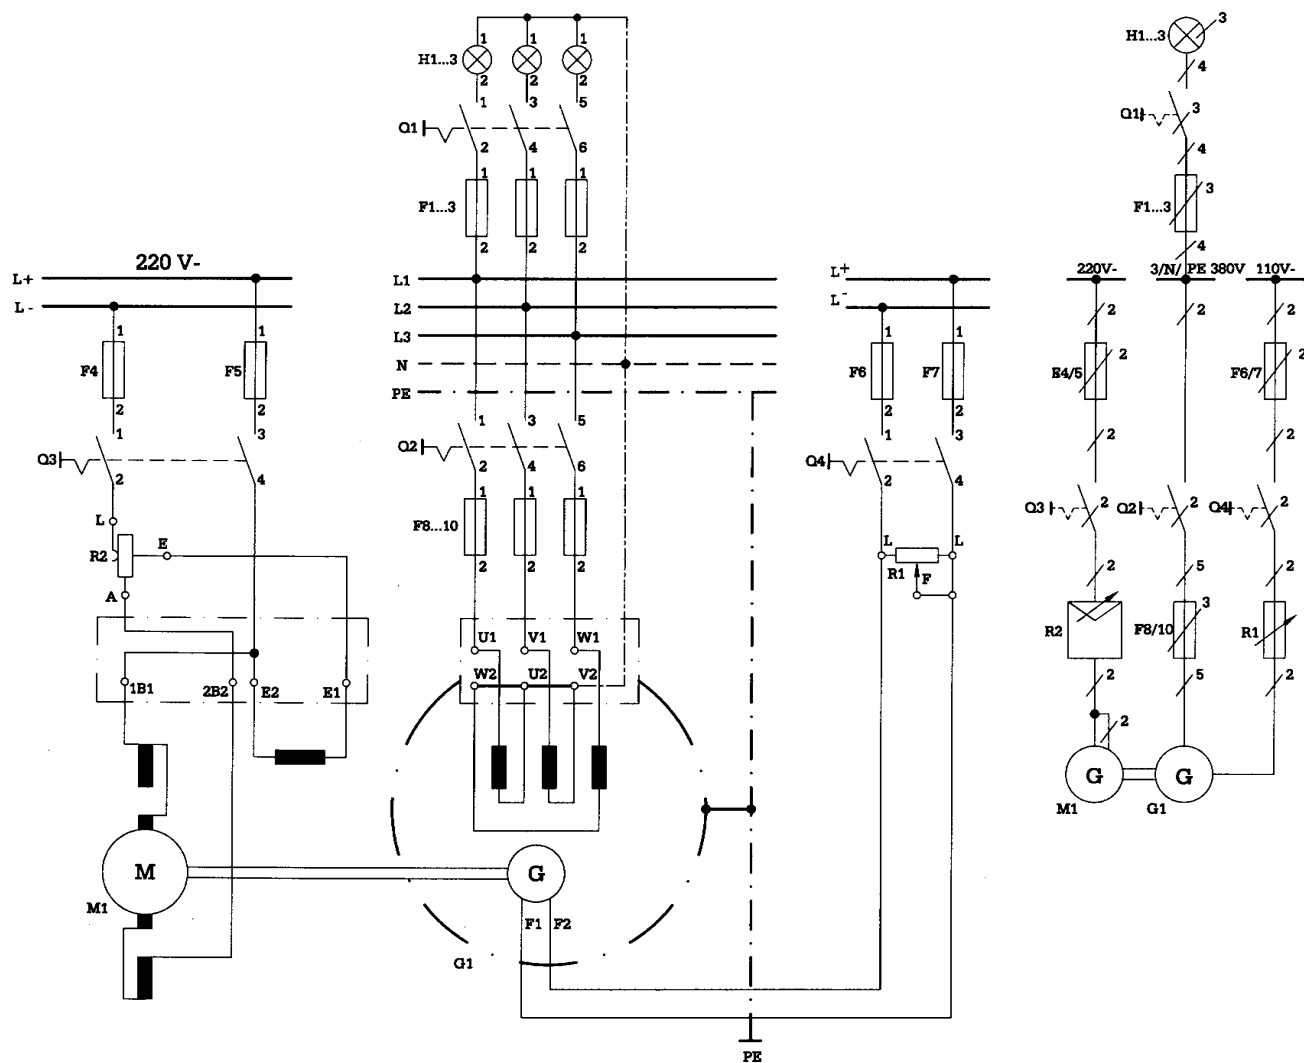 1 1 1
H1...3
2 2 2
1 3 5
Q1
2 4 6
1 1 1
F1...3
2 2 2
220 V-
L+
L -
1 1
F4 F5
2 2
1 3
Q3
2 4
L
R2 E
A
1B1 2B2 E2 E1
M
M1
L1
L2
L3
N
PE
1 3 5
Q2
2 4 6
1 1 1
F8...10
2 2 2
U1 V1 W1
W2 U2 V2
G
F1 F2
G1
PE
L+
L-
1 1
F6 F7
2 2
1 3
Q4
2 4
L L
R1 F
3
H1...3
4
Q1 3
4
3
F1...3
4
220V- 3/N/ PE 380V 110V-
2 2 2
E4/5 2 F6/7 2
2 2
Q3 2 Q2 2 Q4 2
2 5 2
R2 F8/10 3 R1
2 5 2
2
G G
M1 G1